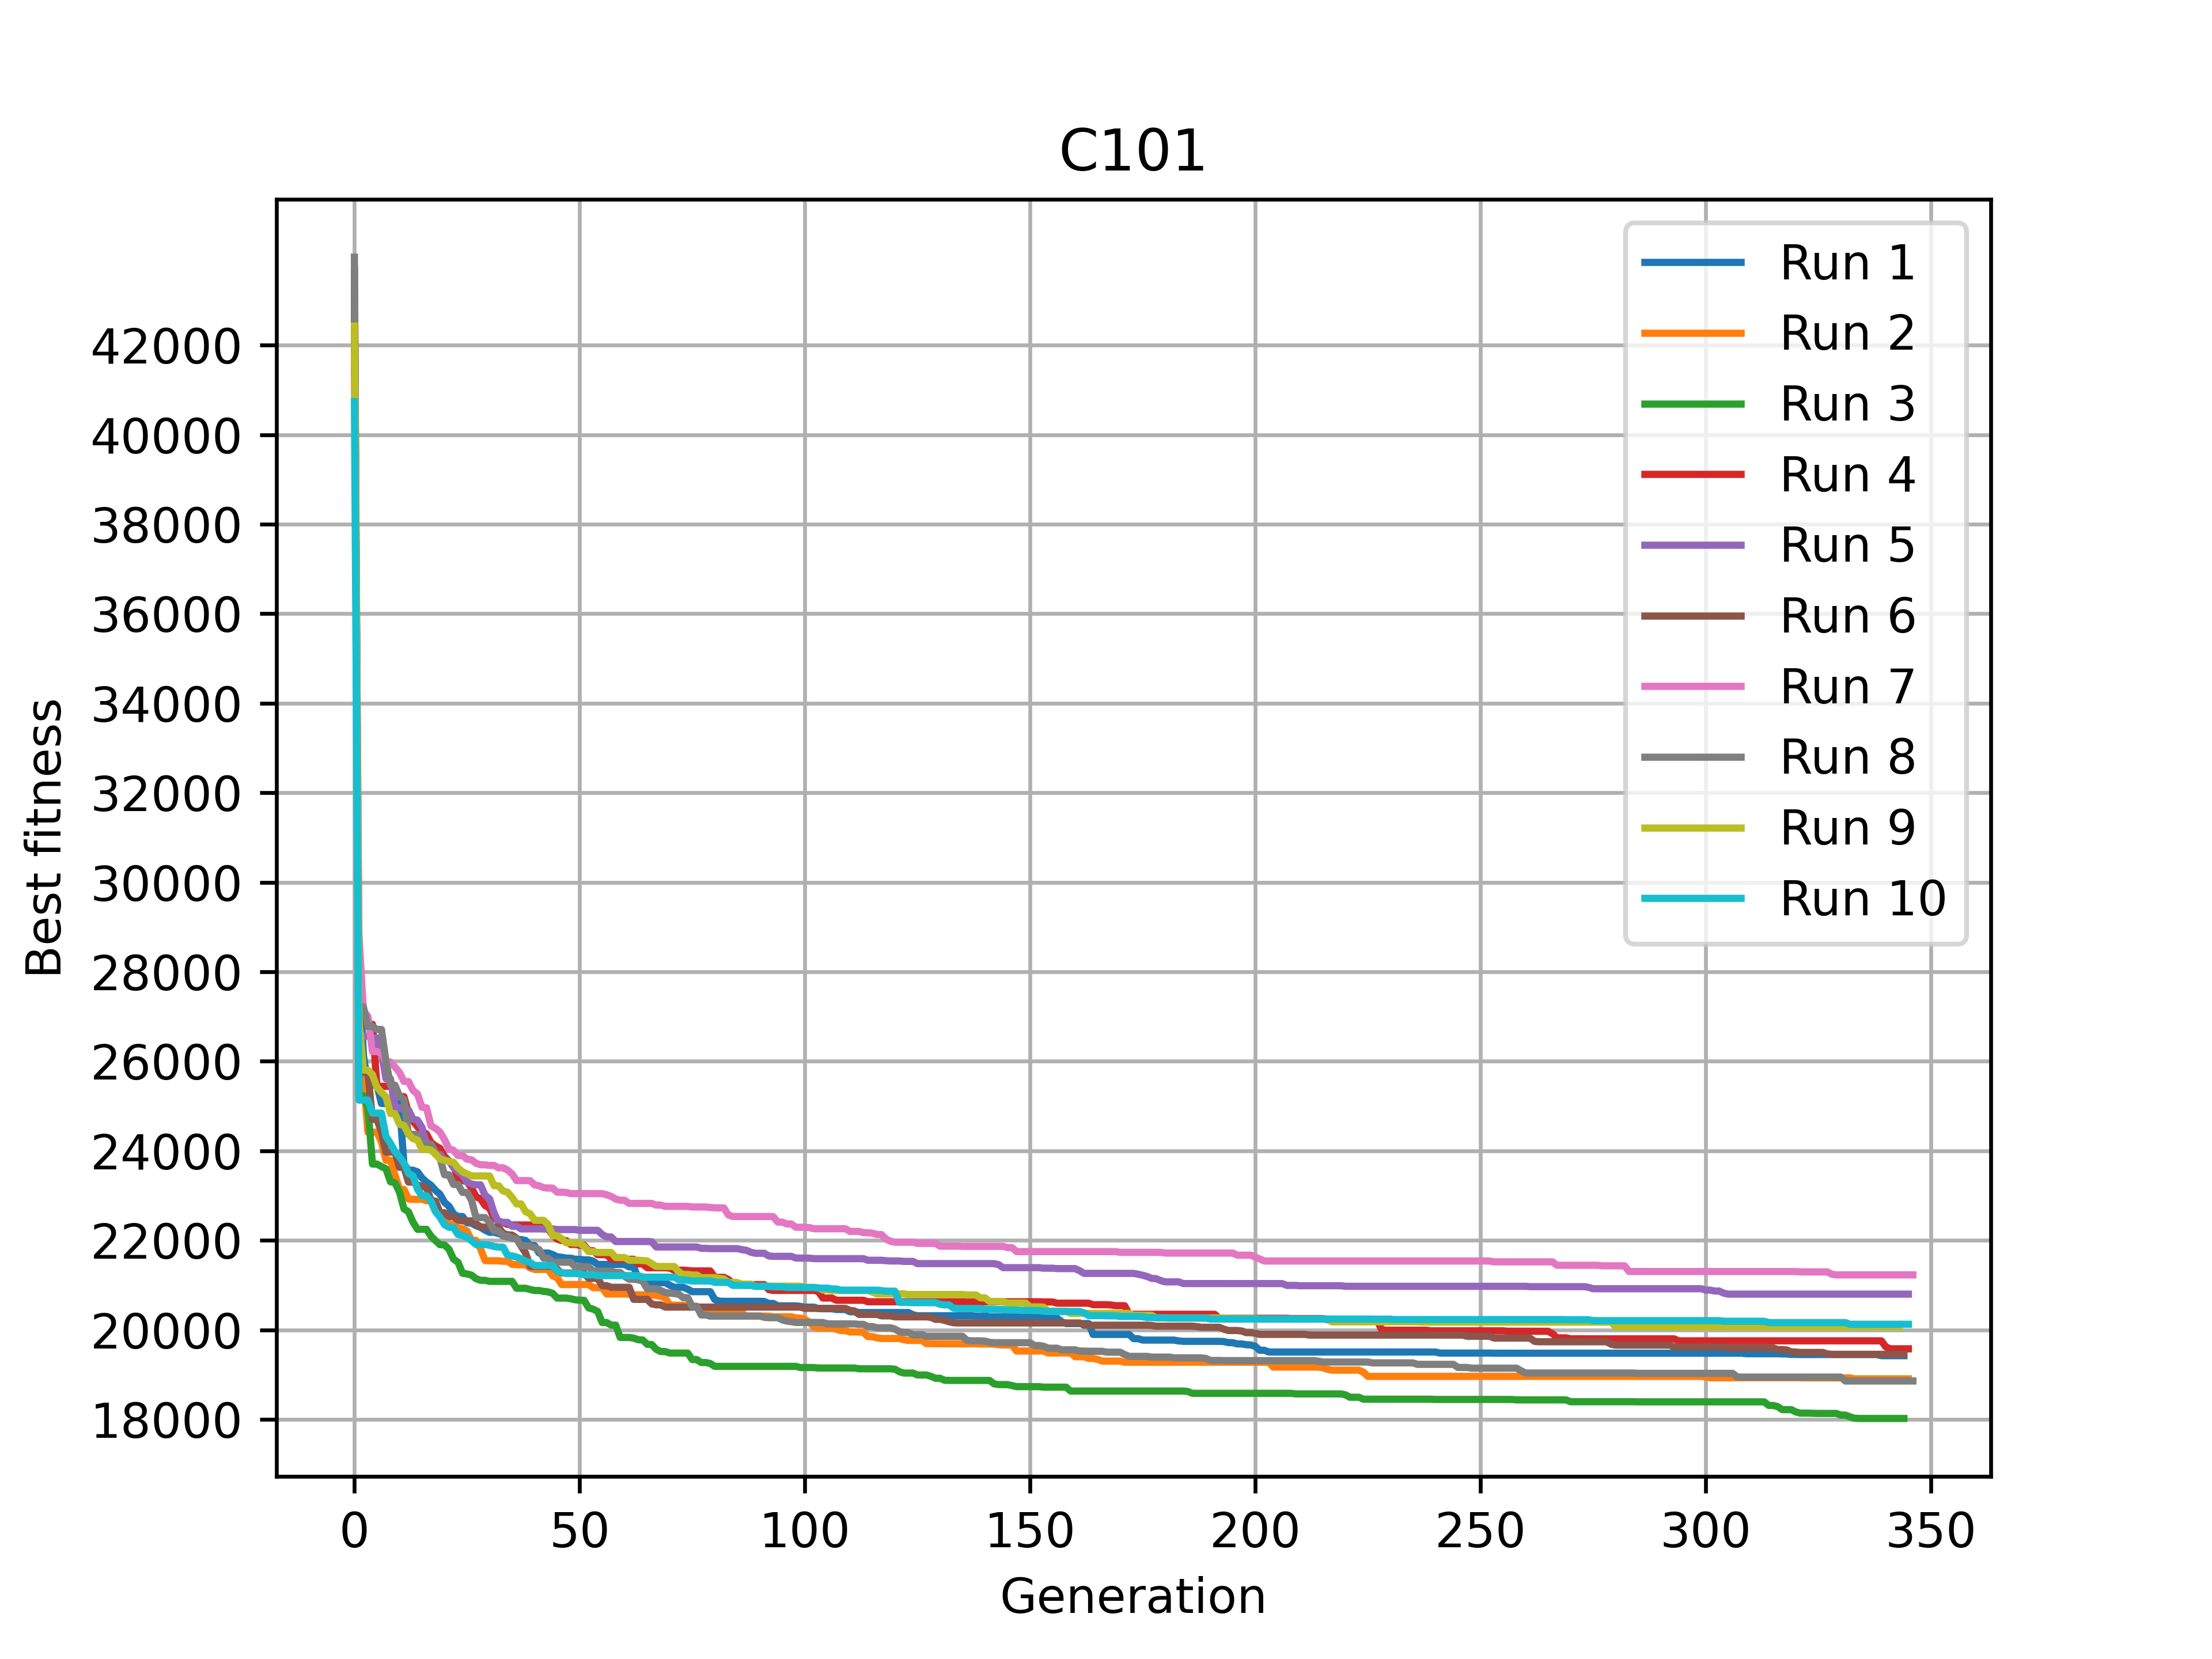 C101
Best fitness
42000
40000
38000
36000
34000
32000
30000
28000
26000
24000
22000
20000
18000
Run 1
Run 2
Run 3
Run 4
Run 5
Run 6
Run 7
Run 8
Run 9
Run 10
0 50 100 150 200 250 300 350
Generation